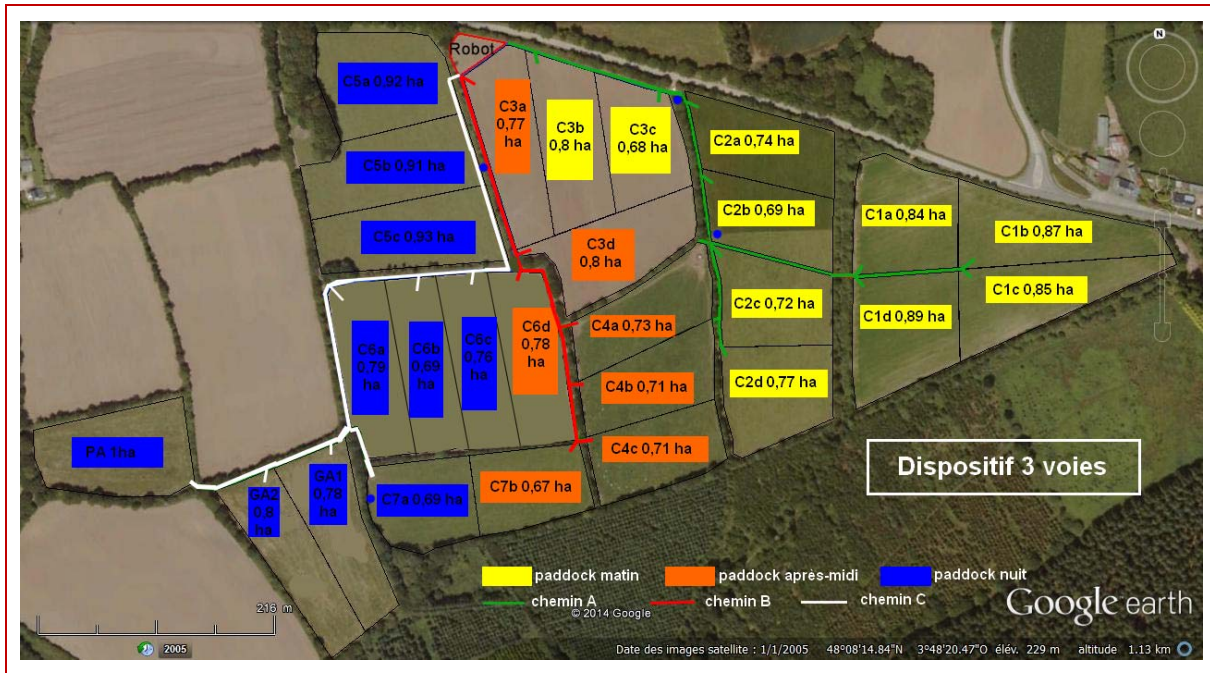 Robot
C5a 0,92 ha
C3a
0,77
ha
C3b
0,8 ha
C3c
0,68 ha
C2a 0,74 ha
C5b 0,91 ha
C2b 0,69 ha
C1a 0,84 ha
C1b 0,87 ha
C5c 0,93 ha
C3d
0,8 ha
C1c 0,85 ha
C2c 0,72 ha
C1d 0,89 ha
C6a
0,79
ha
C6b
0,69
ha
C6c
0,76
ha
C6d
0,78
ha
C4a 0,73 ha
C4b 0,71 ha
C2d 0,77 ha
PA 1ha
C4c 0,71 ha
Dispositif 3 voies
GA2
0,8
ha
GA1
0,78
ha
C7a 0,69 ha
C7b 0,67 ha
paddock matin
paddock après-midi
paddock nuit
chemin A
chemin B
chemin C
© 2014 Google
Google earth
216 m
2005
Date des images satellite : 1/1/2005 48°08'14.84"N 3°48'20.47"O élév. 229 m altitude 1.13 km
N